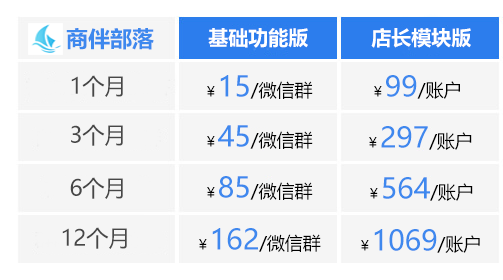 商伴部落 基础功能版 店长模块版
1个月 ¥15/微信群 ¥99/账户
3个月 ¥45/微信群 ¥297/账户
6个月 ¥85/微信群 ¥564/账户
12个月 ¥162/微信群 ¥1069/账户